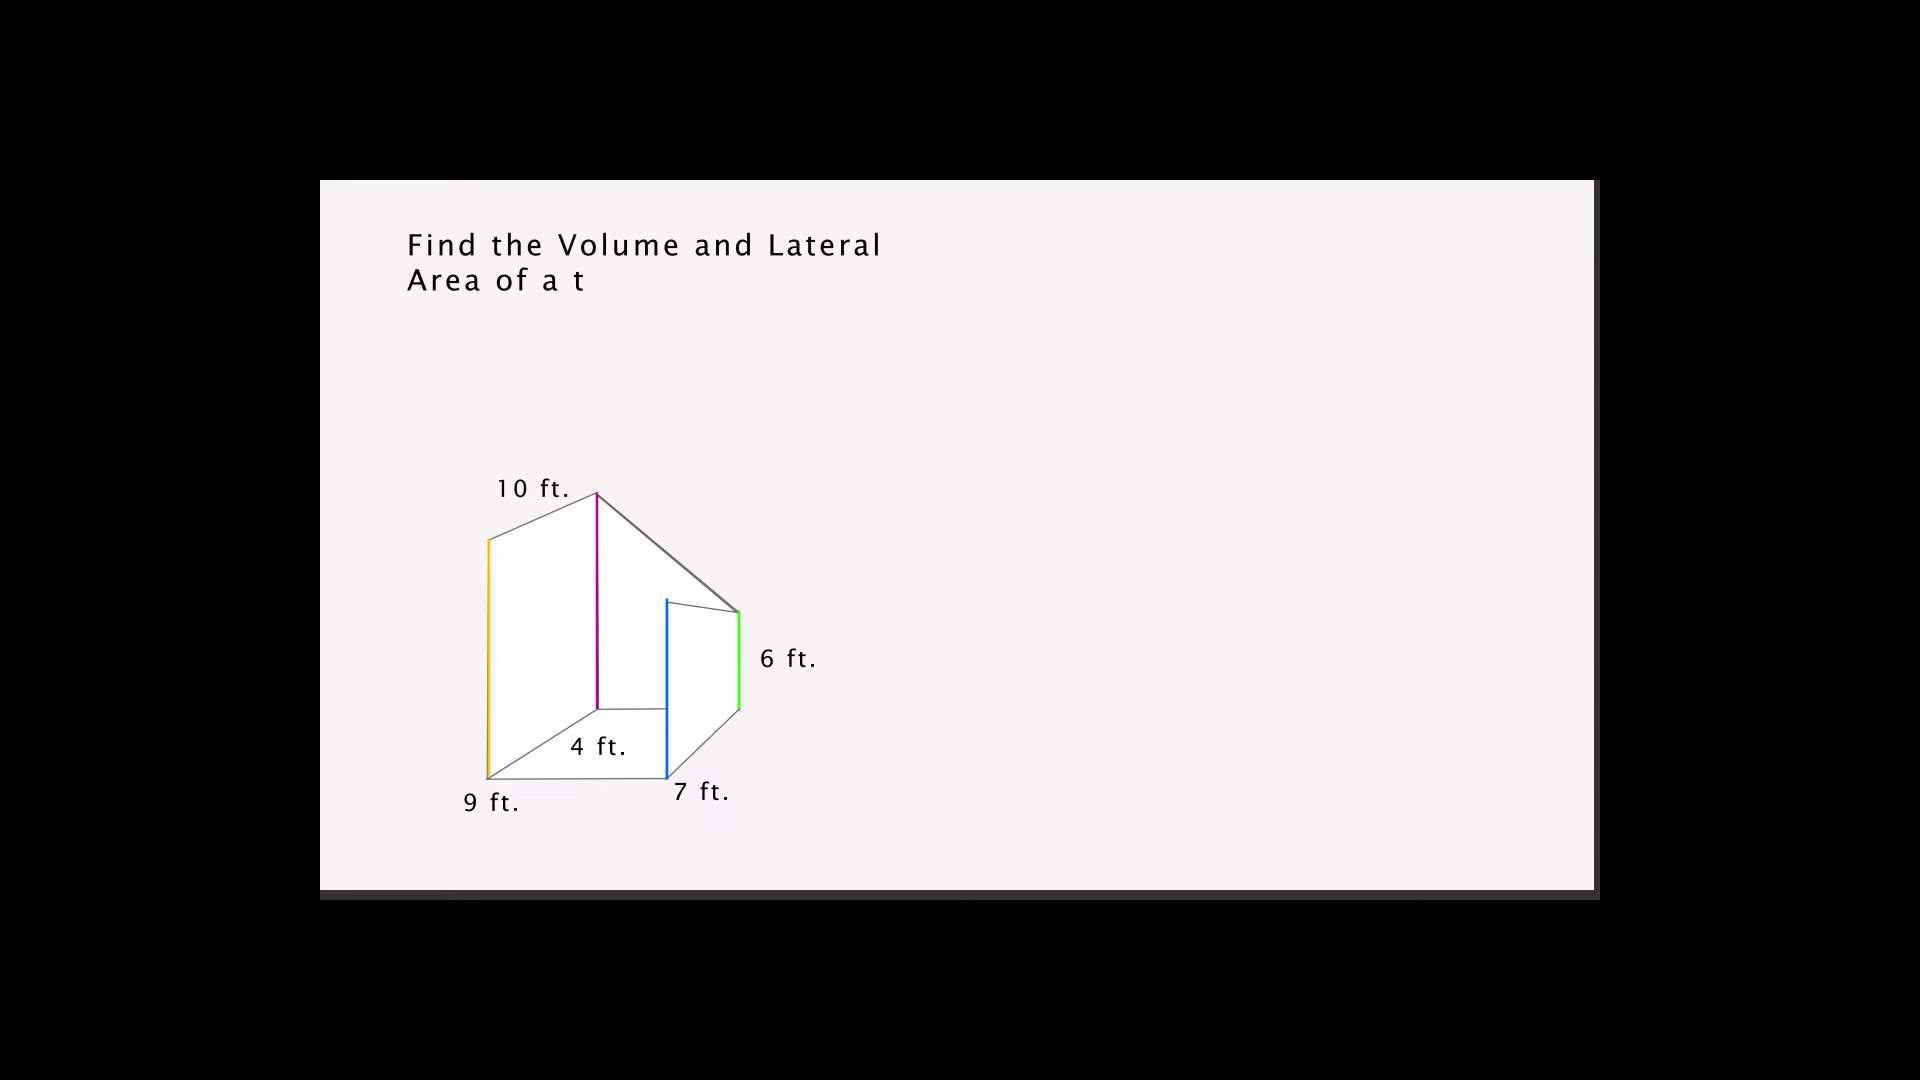 Find the Volume and Lateral
Area of a t
10 ft.
6 ft.
4 ft.
7 ft.
9 ft.